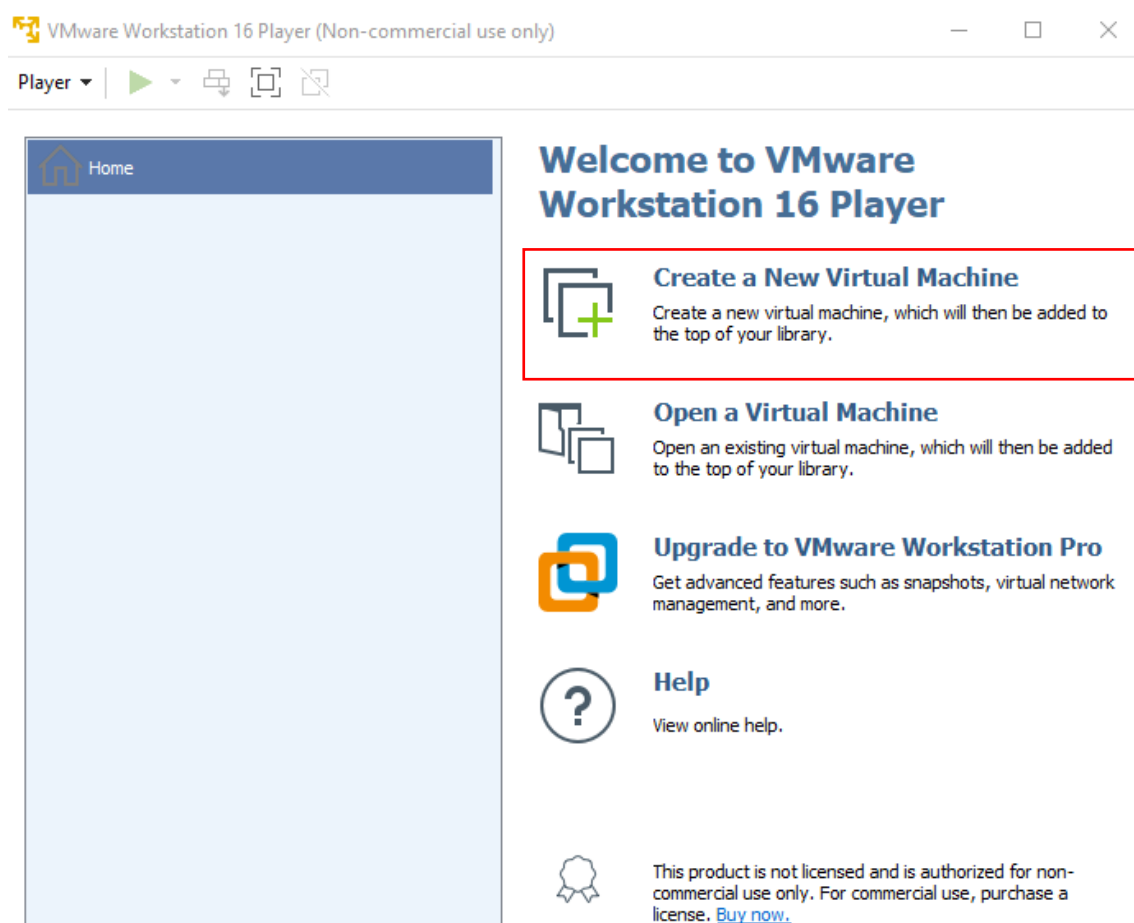 VMware Workstation 16 Player (Non-commercial use only)
Player
Home
Welcome to VMware
Workstation 16 Player
Create a New Virtual Machine
Create a new virtual machine, which will then be added to
the top of your library.
Open a Virtual Machine
Open an existing virtual machine, which will then be added
to the top of your library.
Upgrade to VMware Workstation Pro
Get advanced features such as snapshots, virtual network
management, and more.
?
Help
View online help.
This product is not licensed and is authorized for non-
commercial use only. For commercial use, purchase a
license. Buy now.